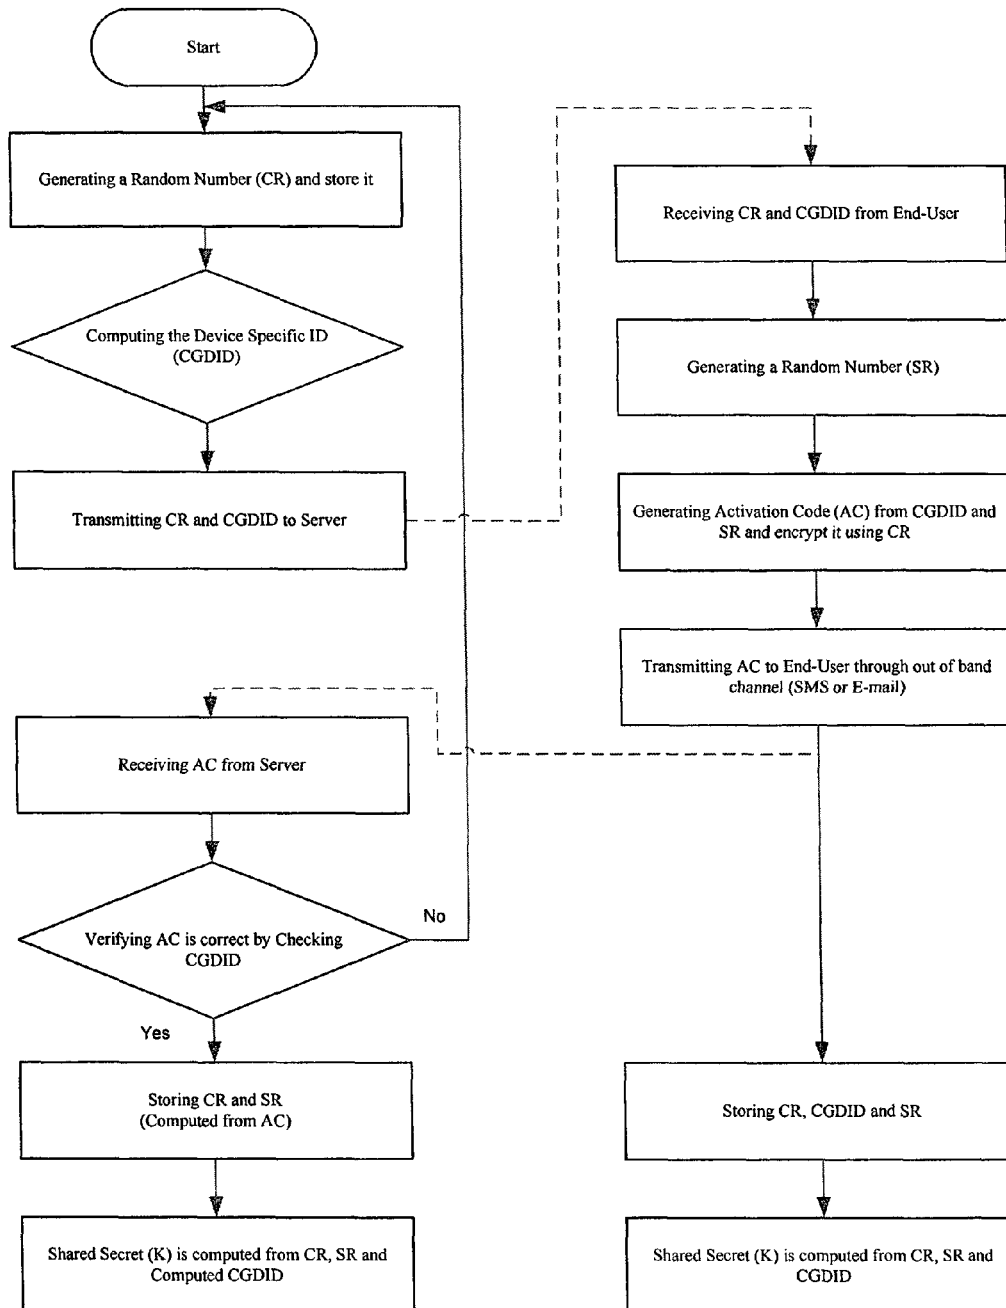 Start
Generating a Random Number (CR) and store it
Computing the Device Specific ID
(CGDID)
Transmitting CR and CGDID to Server
Receiving CR and CGDID from End-User
Generating a Random Number (SR)
Generating Activation Code (AC) from CGDID and
SR and encrypt it using CR
Transmitting AC to End-User through out of band
channel (SMS or E-mail)
Receiving AC from Server
Verifying AC is correct by Checking
CGDID
No
Yes
Storing CR and SR
(Computed from AC)
Storing CR, CGDID and SR
Shared Secret (K) is computed from CR, SR and
Computed CGDID
Shared Secret (K) is computed from CR, SR and
CGDID